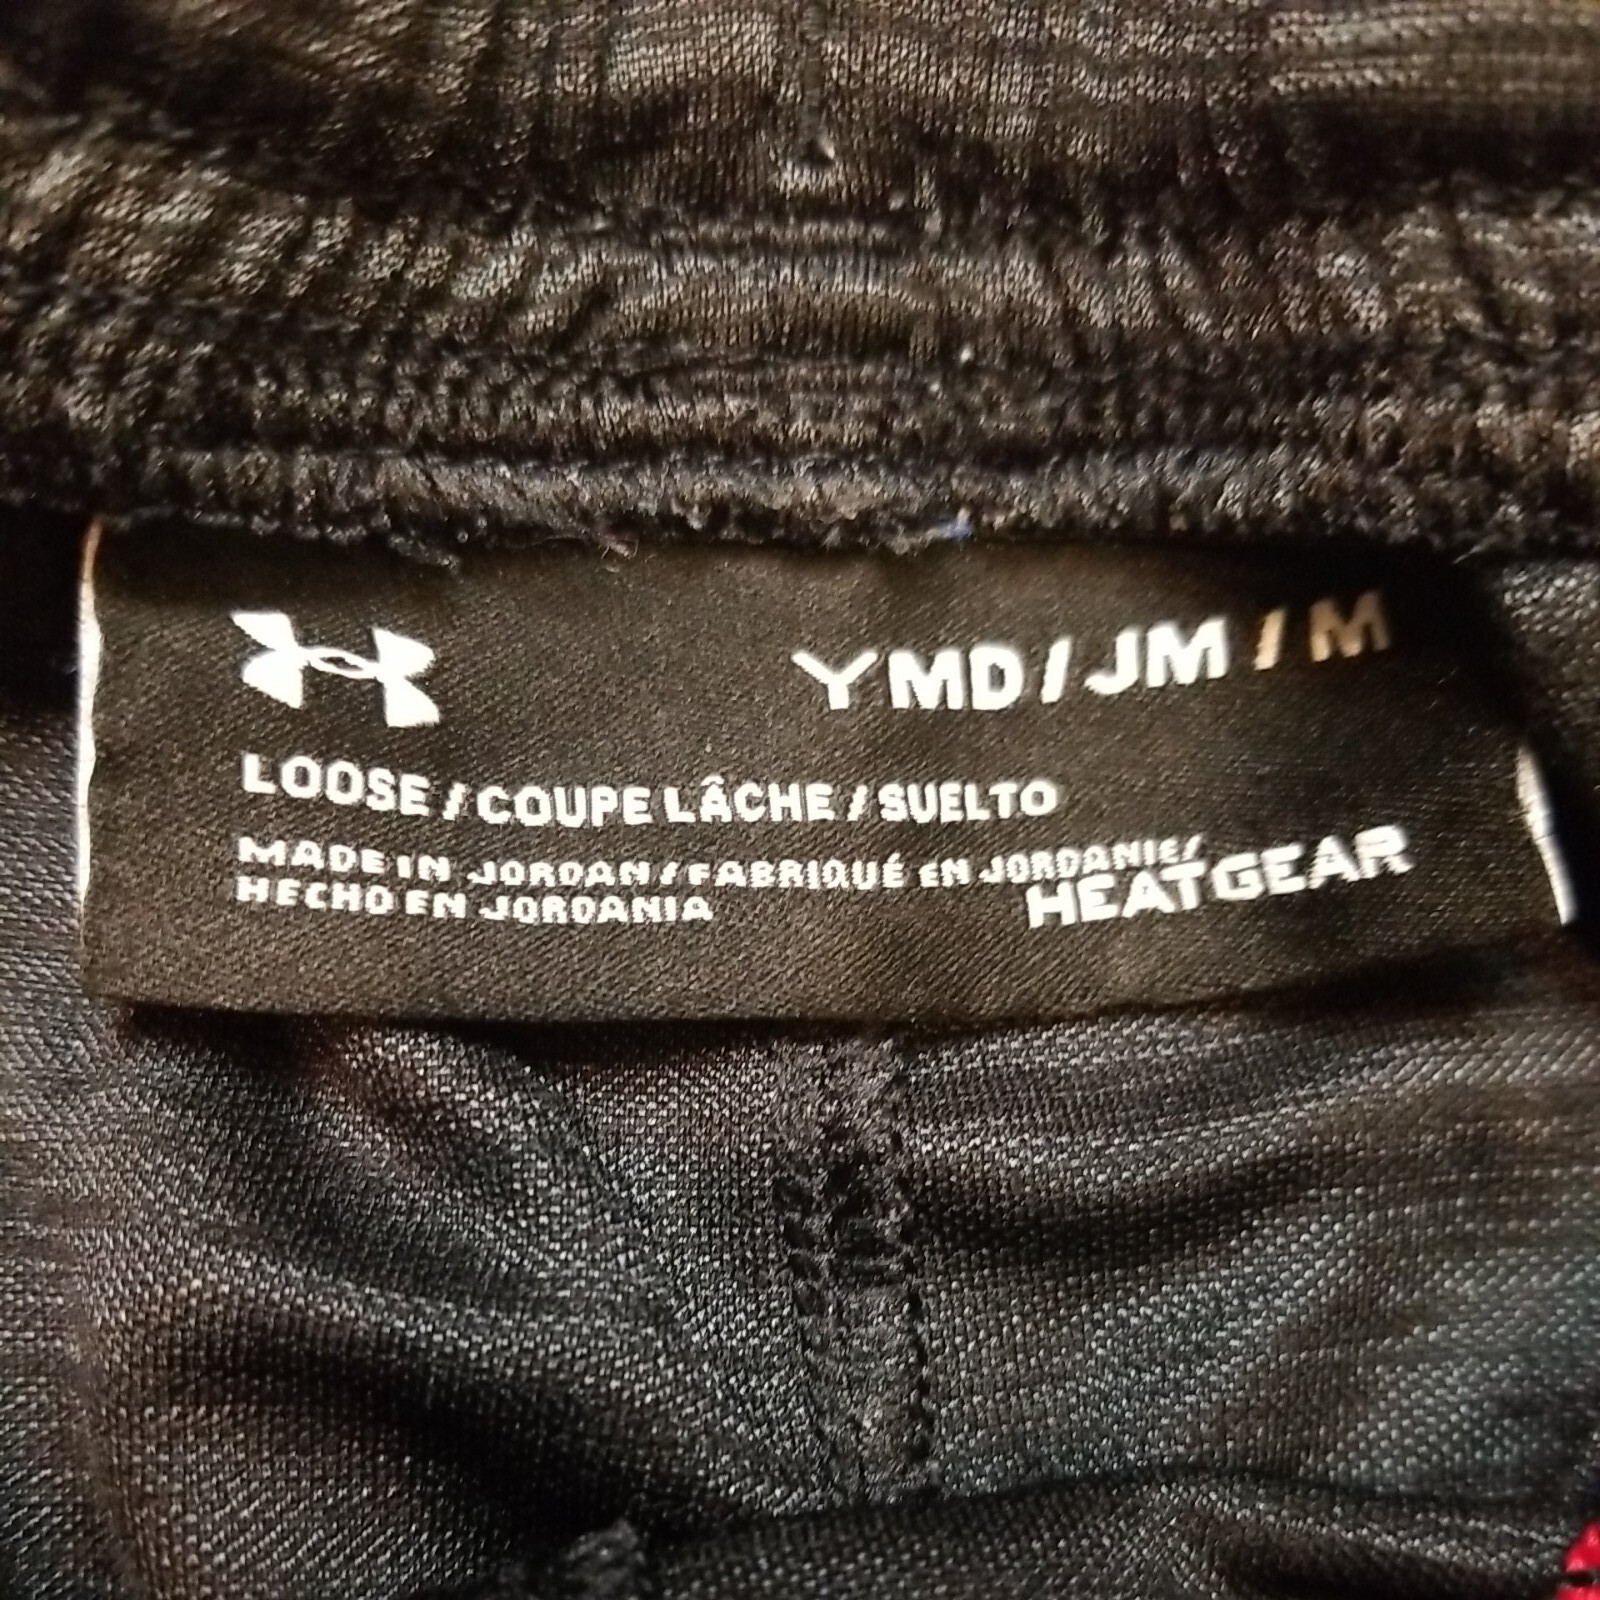 YMD / JM / M
LOOSE / COUPE LÂCHE / SUELTO
MADE IN JORDAN / FABRIQUÉ EN JORDANIE/
HECHO EN JORDANIA
HEATGEAR